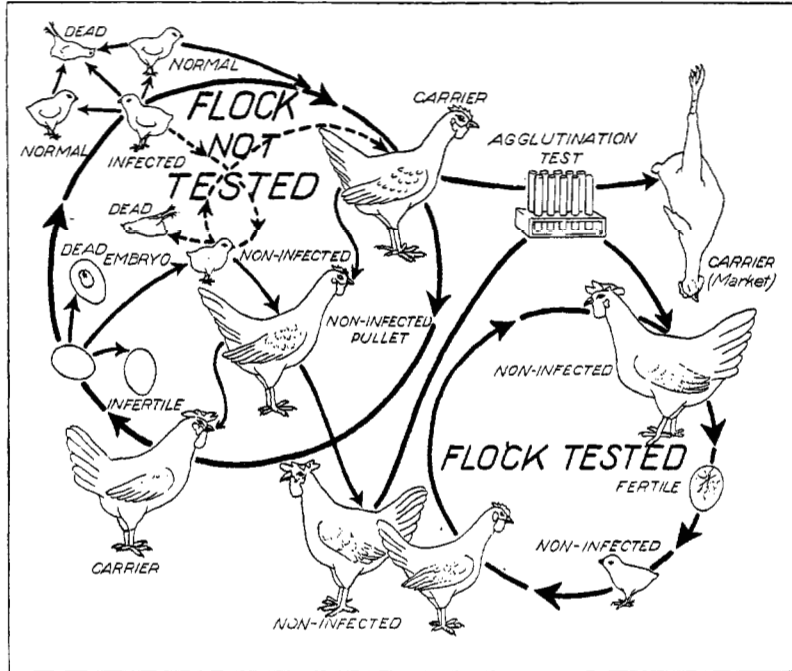 DEAD
NORMAL
NORMAL
INFECTED
FLOCK
NOT
TESTED
CARRIER
AGGLUTINATION
TEST
CARRIER
(Market)
DEAD
DEAD
EMBRYO
NON-INFECTED
NON-INFECTED
PULLET
INFERTILE
CARRIER
NON-INFECTED
NON-INFECTED
FLOCK TESTED
FERTILE
NON-INFECTED